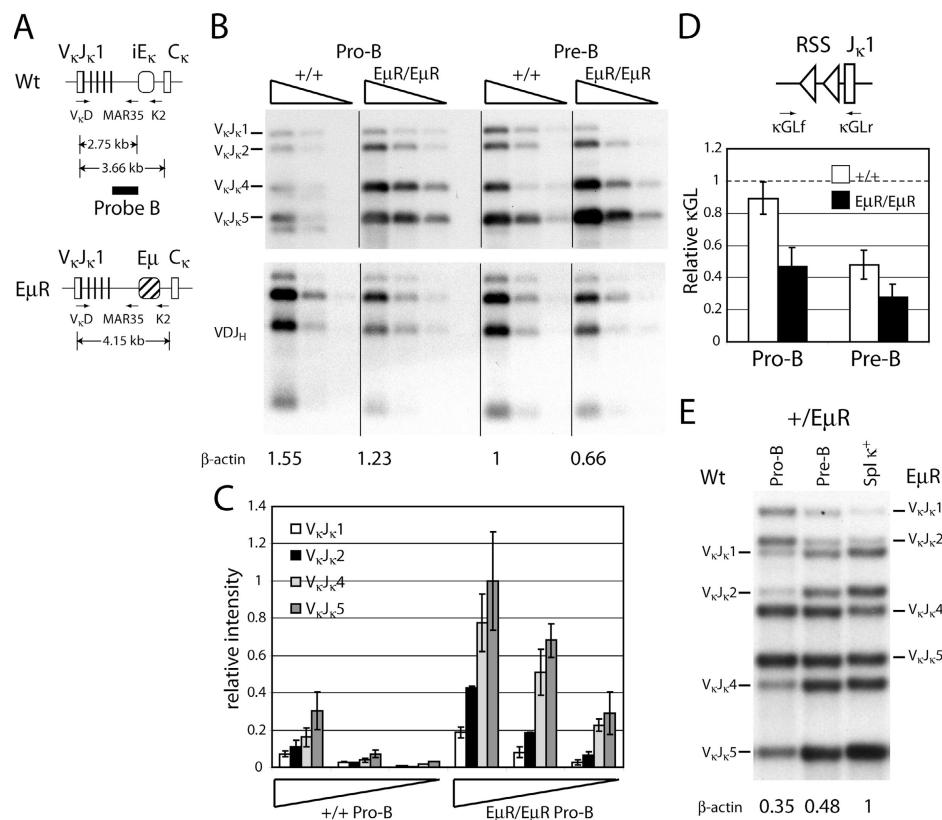 A
VκJκ1 iEκ Cκ
Wt
VκD MAR35 K2
2.75 kb
3.66 kb
Probe B
VκJκ1 Eμ Cκ
EμR
VκD MAR35 K2
4.15 kb
B
Pro-B Pre-B
+/+ EμR/EμR +/+ EμR/EμR
VκJκ1
VκJκ2
VκJκ4
VκJκ5
VDJH
β-actin 1.55 1.23 1 0.66
C
relative intensity
1.4
1.2
1
0.8
0.6
0.4
0.2
0
VκJκ1
VκJκ2
VκJκ4
VκJκ5
+/+ Pro-B EμR/EμR Pro-B
D
RSS Jκ1
κGLf κGLr
Relative κGL
1.2
1
0.8
0.6
0.4
0.2
0
+/+
EμR/EμR
Pro-B Pre-B
E
+/EμR
Wt Pro-B Pre-B Spl κ+ EμR
VκJκ1
VκJκ2
VκJκ1
VκJκ2
VκJκ4
VκJκ5
VκJκ4
VκJκ5
β-actin 0.35 0.48 1